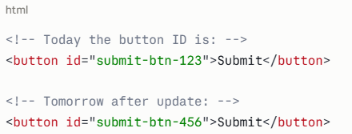 html
<!-- Today the button ID is: -->
<button id="submit-btn-123">Submit</button>
<!-- Tomorrow after update: -->
<button id="submit-btn-456">Submit</button>